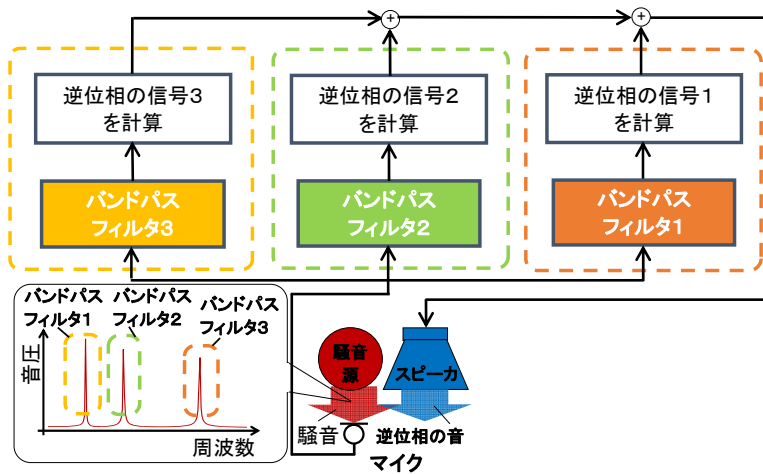 +
+
逆位相の信号3
を計算
逆位相の信号2
を計算
逆位相の信号1
を計算
バンドパス
フィルタ3
バンドパス
フィルタ2
バンドパス
フィルタ1
バンドパス
フィルタ1
バンドパス
フィルタ2
バンドパス
フィルタ3
音圧
周波数
騒音
源
スピーカ
騒音
逆位相の音
マイク